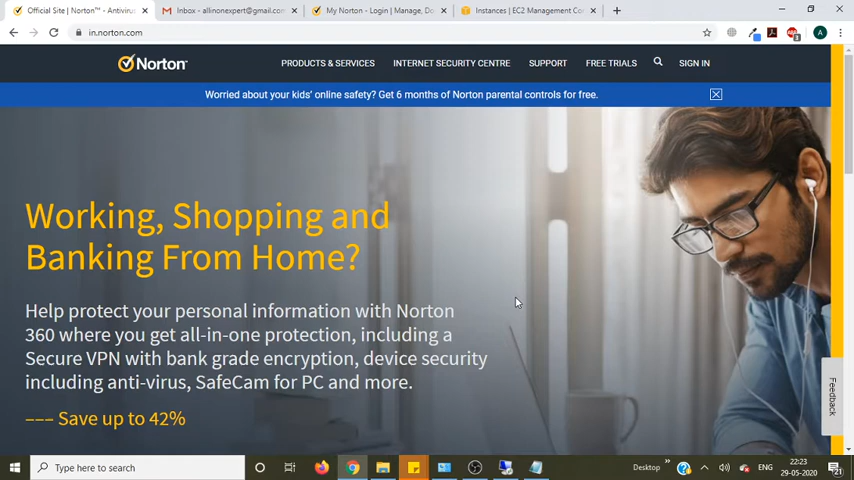 Official Site | Norton™ - Antivirus
Inbox - allinonexpert@gmail.com
My Norton - Login | Manage, Do
Instances | EC2 Management Co
in.norton.com
Norton
PRODUCTS & SERVICES
INTERNET SECURITY CENTRE
SUPPORT
FREE TRIALS
SIGN IN
Worried about your kids' online safety? Get 6 months of Norton parental controls for free.
Working, Shopping and
Banking From Home?
Help protect your personal information with Norton
360 where you get all-in-one protection, including a
Secure VPN with bank grade encryption, device security
including anti-virus, SafeCam for PC and more.
--- Save up to 42%
Feedback
Type here to search
Desktop
ENG
22:23
29-05-2020
21